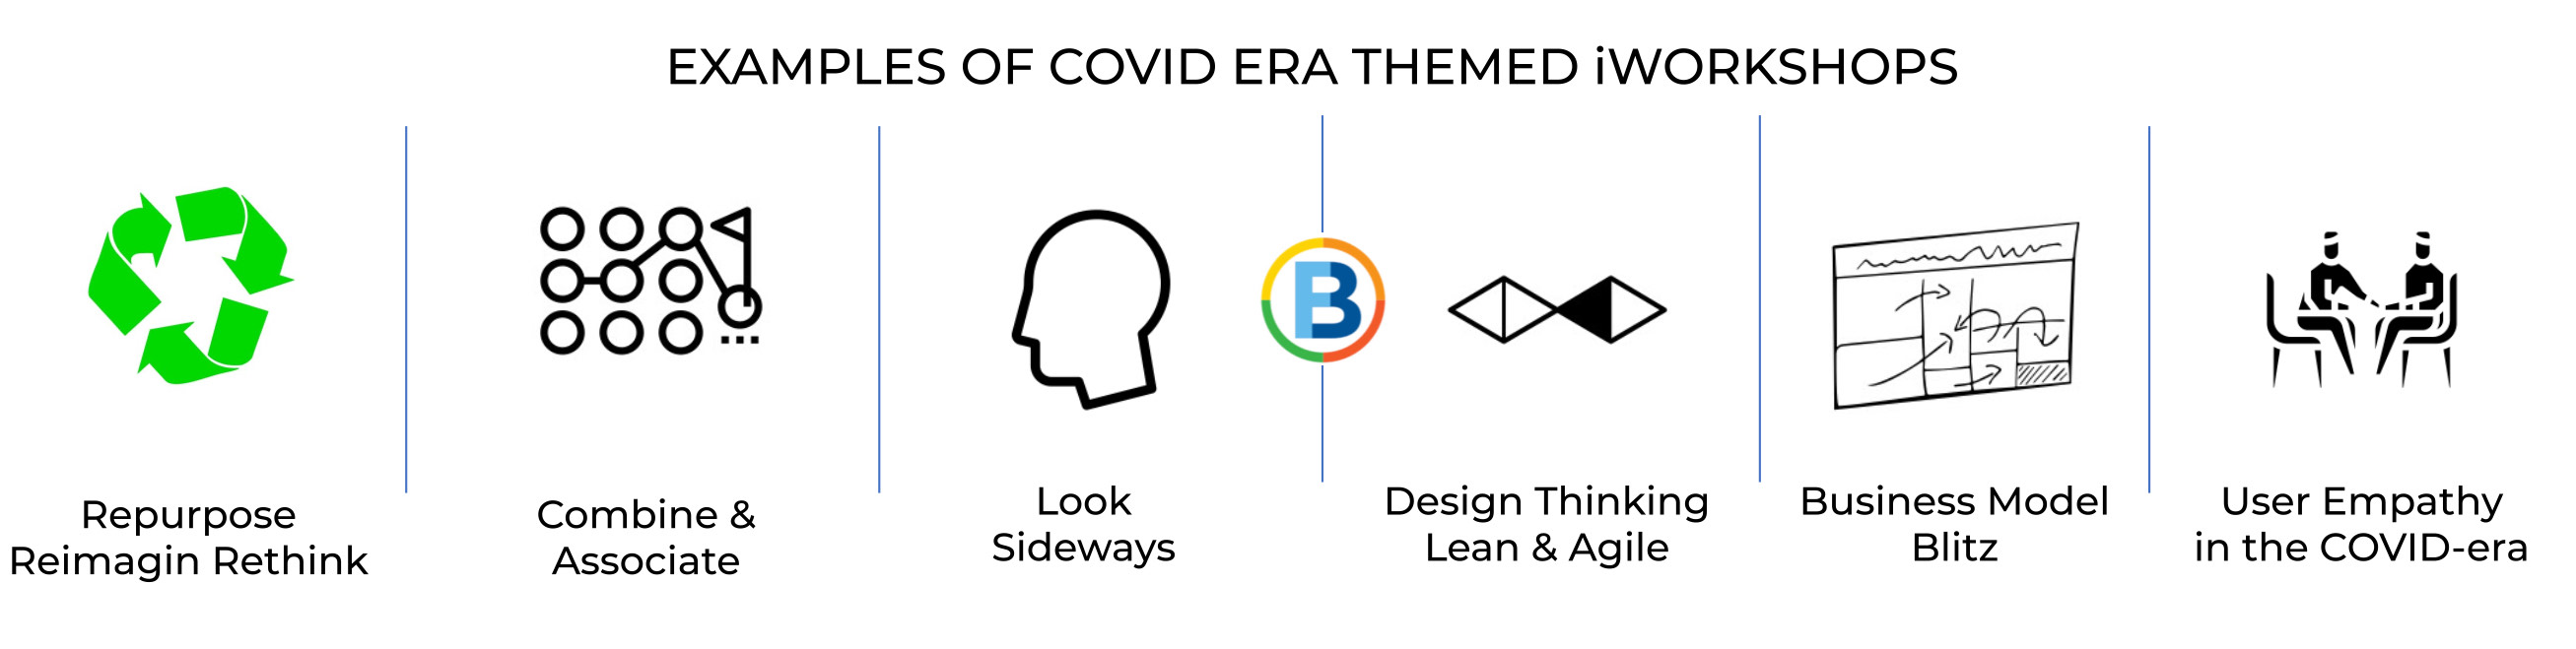 EXAMPLES OF COVID ERA THEMED iWORKSHOPS
B
Repurpose
Reimagin Rethink
Combine &
Associate
Look
Sideways
Design Thinking
Lean & Agile
Business Model
Blitz
User Empathy
in the COVID-era